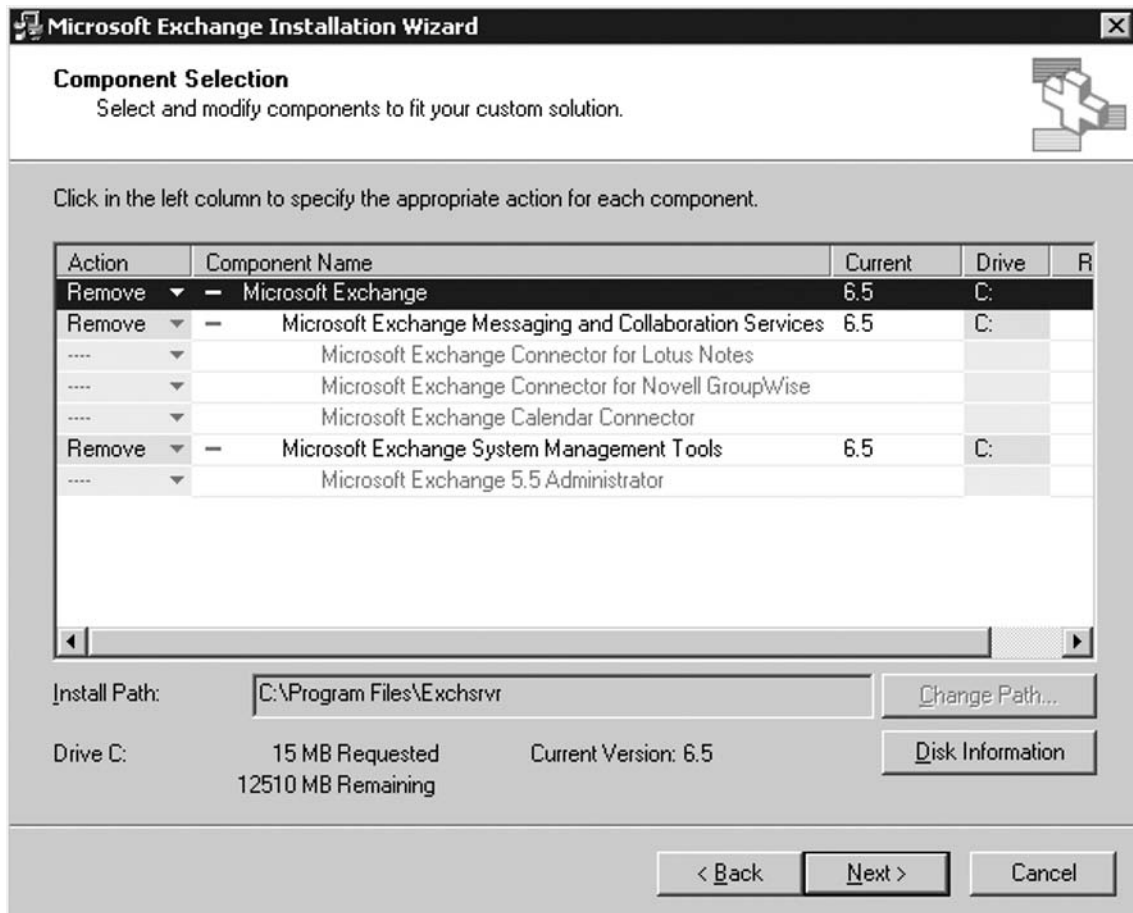 Microsoft Exchange Installation Wizard
Component Selection
Select and modify components to fit your custom solution.
Click in the left column to specify the appropriate action for each component.
Action Component Name Current Drive R
Remove Microsoft Exchange 6.5 C:
Remove Microsoft Exchange Messaging and Collaboration Services 6.5 C:
---- Microsoft Exchange Connector for Lotus Notes
---- Microsoft Exchange Connector for Novell GroupWise
---- Microsoft Exchange Calendar Connector
Remove Microsoft Exchange System Management Tools 6.5 C:
---- Microsoft Exchange 5.5 Administrator
Install Path: C:\Program Files\Exchsrvr Change Path...
Drive C: 15 MB Requested Current Version: 6.5 Disk Information
12510 MB Remaining
< Back Next > Cancel